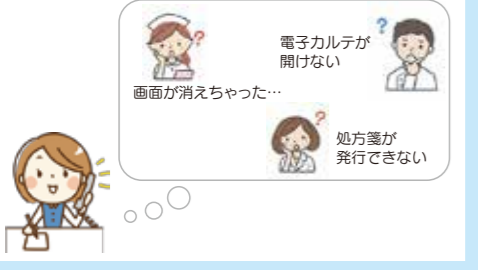 電子カルテが
開けない
画面が消えちゃった…
処方箋が
発行できない